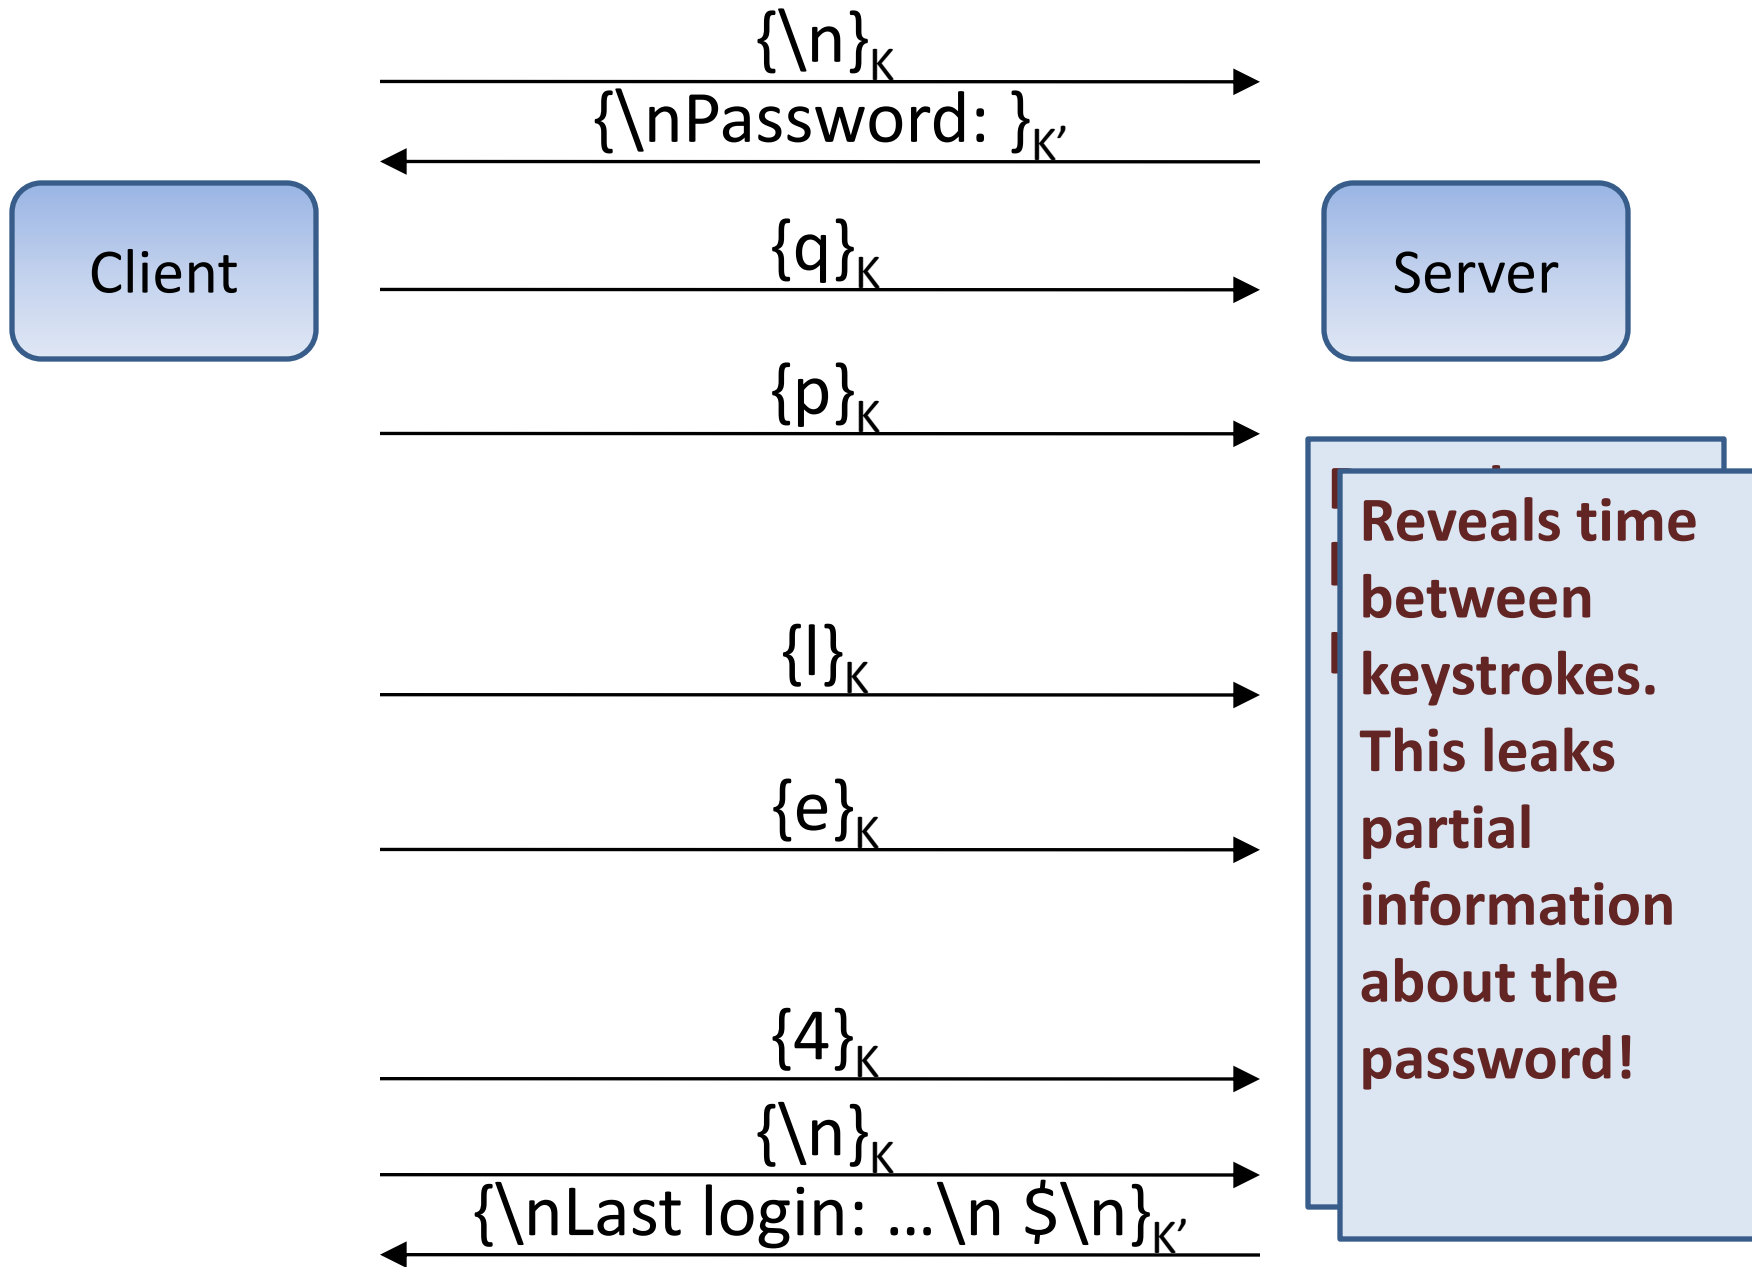 {\n}K
{\nPassword: }K’
Client
Server
{q}K
{p}K
{l}K
{e}K
{4}K
{\n}K
{\nLast login: …\n $\n}K’
Reveals time
between
keystrokes.
This leaks
partial
information
about the
password!